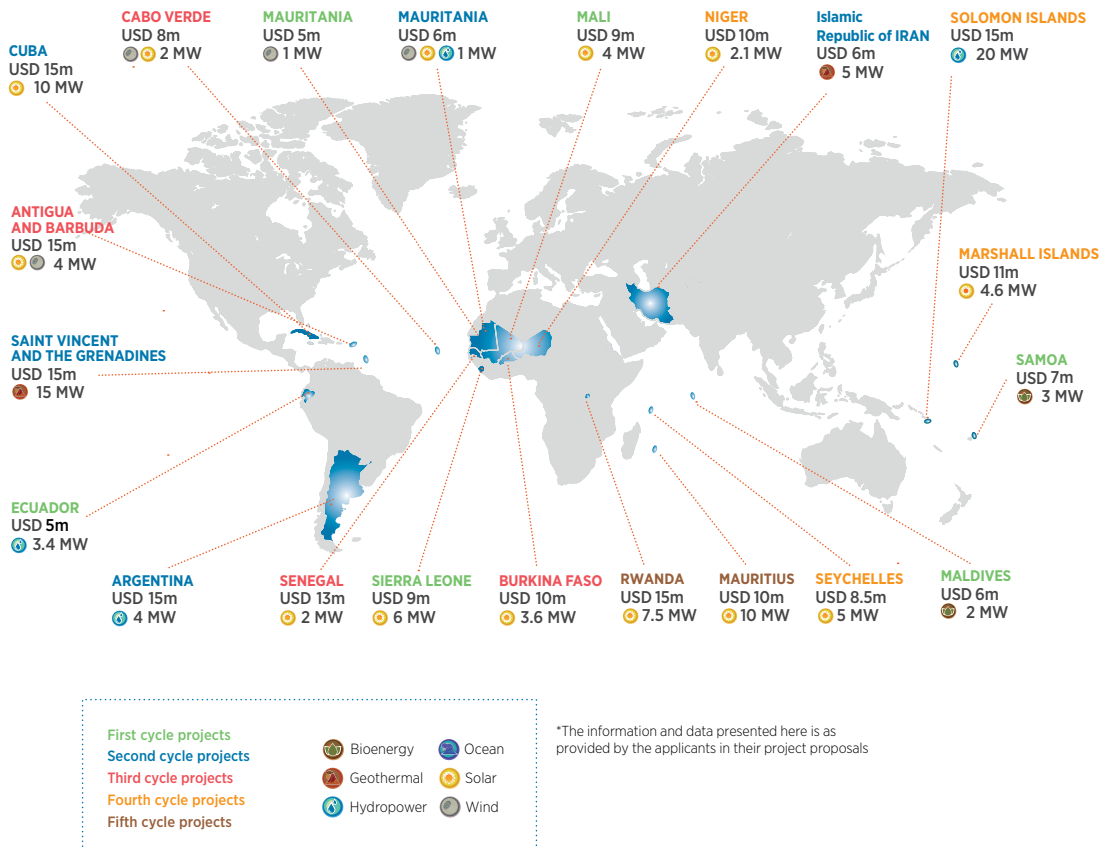 CABO VERDE
USD 8m
2 MW
MAURITANIA
USD 5m
1 MW
MAURITANIA
USD 6m
1 MW
MALI
USD 9m
4 MW
NIGER
USD 10m
2.1 MW
Islamic
Republic of IRAN
USD 6m
5 MW
SOLOMON ISLANDS
USD 15m
20 MW
CUBA
USD 15m
10 MW
ANTIGUA
AND BARBUDA
USD 15m
4 MW
MARSHALL ISLANDS
USD 11m
4.6 MW
SAINT VINCENT
AND THE GRENADINES
USD 15m
15 MW
SAMOA
USD 7m
3 MW
ECUADOR
USD 5m
3.4 MW
ARGENTINA
USD 15m
4 MW
SENEGAL
USD 13m
2 MW
SIERRA LEONE
USD 9m
6 MW
BURKINA FASO
USD 10m
3.6 MW
RWANDA
USD 15m
7.5 MW
MAURITIUS
USD 10m
10 MW
SEYCHELLES
USD 8.5m
5 MW
MALDIVES
USD 6m
2 MW
First cycle projects
Second cycle projects
Third cycle projects
Fourth cycle projects
Fifth cycle projects
Bioenergy
Geothermal
Hydropower
Ocean
Solar
Wind
*The information and data presented here is as
provided by the applicants in their project proposals